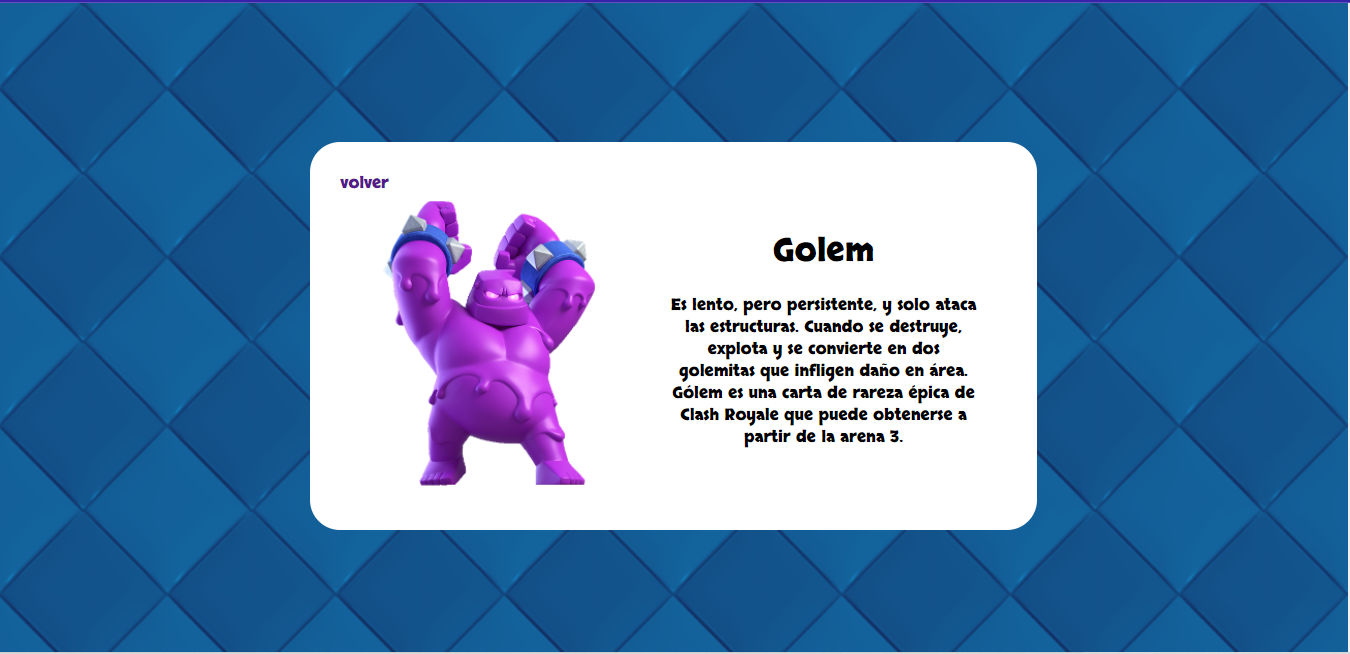 volver
Golem
Es lento, pero persistente, y solo ataca
las estructuras. Cuando se destruye,
explota y se convierte en dos
golemitas que infligen daño en área.
Gólem es una carta de rareza épica de
Clash Royale que puede obtenerse a
partir de la arena 3.